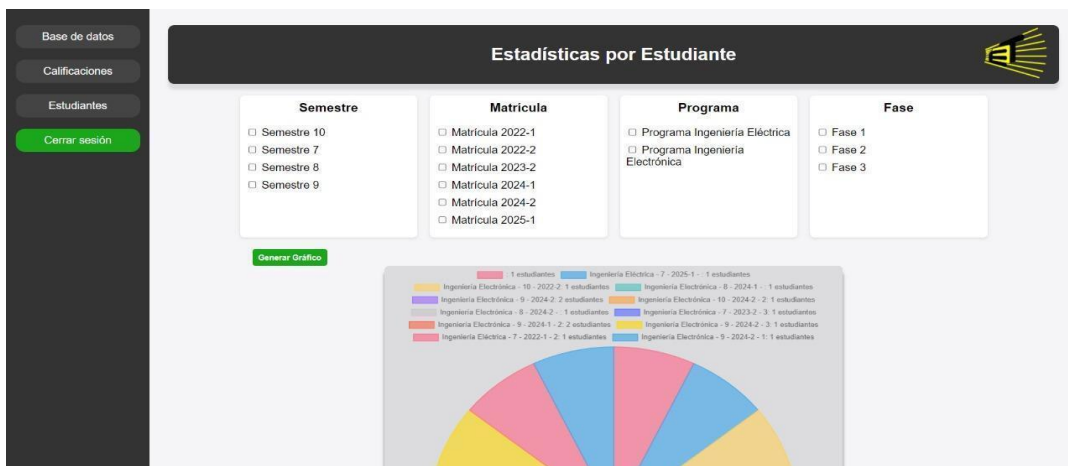 Base de datos
Calificaciones
Estudiantes
Cerrar sesión
Estadísticas por Estudiante
Semestre
Semestre 10
Semestre 7
Semestre 8
Semestre 9
Matrícula
Matrícula 2022-1
Matrícula 2022-2
Matrícula 2023-2
Matrícula 2024-1
Matrícula 2024-2
Matrícula 2025-1
Programa
Programa Ingeniería Eléctrica
Programa Ingeniería
Electrónica
Fase
Fase 1
Fase 2
Fase 3
Generar Gráfico
: 1 estudiantes Ingeniería Eléctrica - 7 - 2025-1 - : 1 estudiantes
Ingeniería Electrónica - 10 - 2022-2: 1 estudiantes Ingeniería Electrónica - 8 - 2024-1 - : 1 estudiantes
Ingeniería Electrónica - 9 - 2024-2: 2 estudiantes Ingeniería Electrónica - 10 - 2024-2 - 2: 1 estudiantes
Ingeniería Electrónica - 8 - 2024-2 - : 1 estudiantes Ingeniería Electrónica - 7 - 2023-2 - 3: 1 estudiantes
Ingeniería Electrónica - 9 - 2024-1 - 2: 2 estudiantes Ingeniería Electrónica - 9 - 2024-2 - 3: 1 estudiantes
Ingeniería Eléctrica - 7 - 2022-1 - 2: 1 estudiantes Ingeniería Electrónica - 9 - 2024-2 - 1: 1 estudiantes